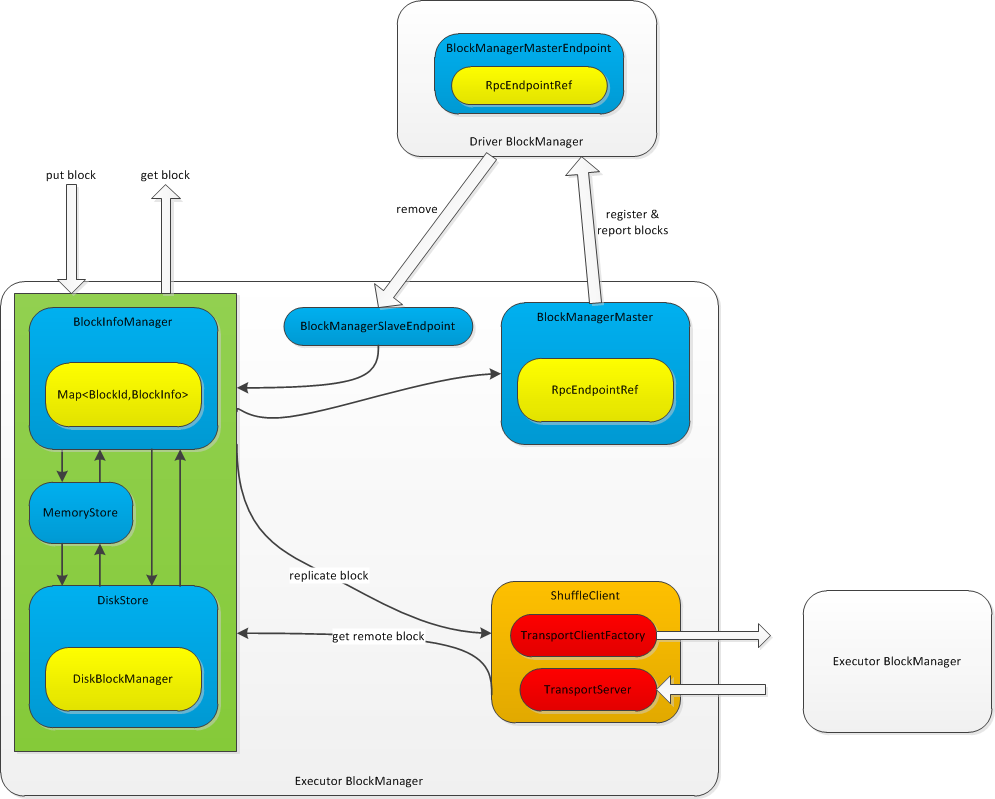 BlockManagerMasterEndpoint
RpcEndpointRef
Driver BlockManager
put block
get block
remove
register &
report blocks
BlockInfoManager
Map<BlockId,BlockInfo>
BlockManagerSlaveEndpoint
BlockManagerMaster
RpcEndpointRef
MemoryStore
replicate block
DiskStore
DiskBlockManager
get remote block
ShuffleClient
TransportClientFactory
TransportServer
Executor BlockManager
Executor BlockManager